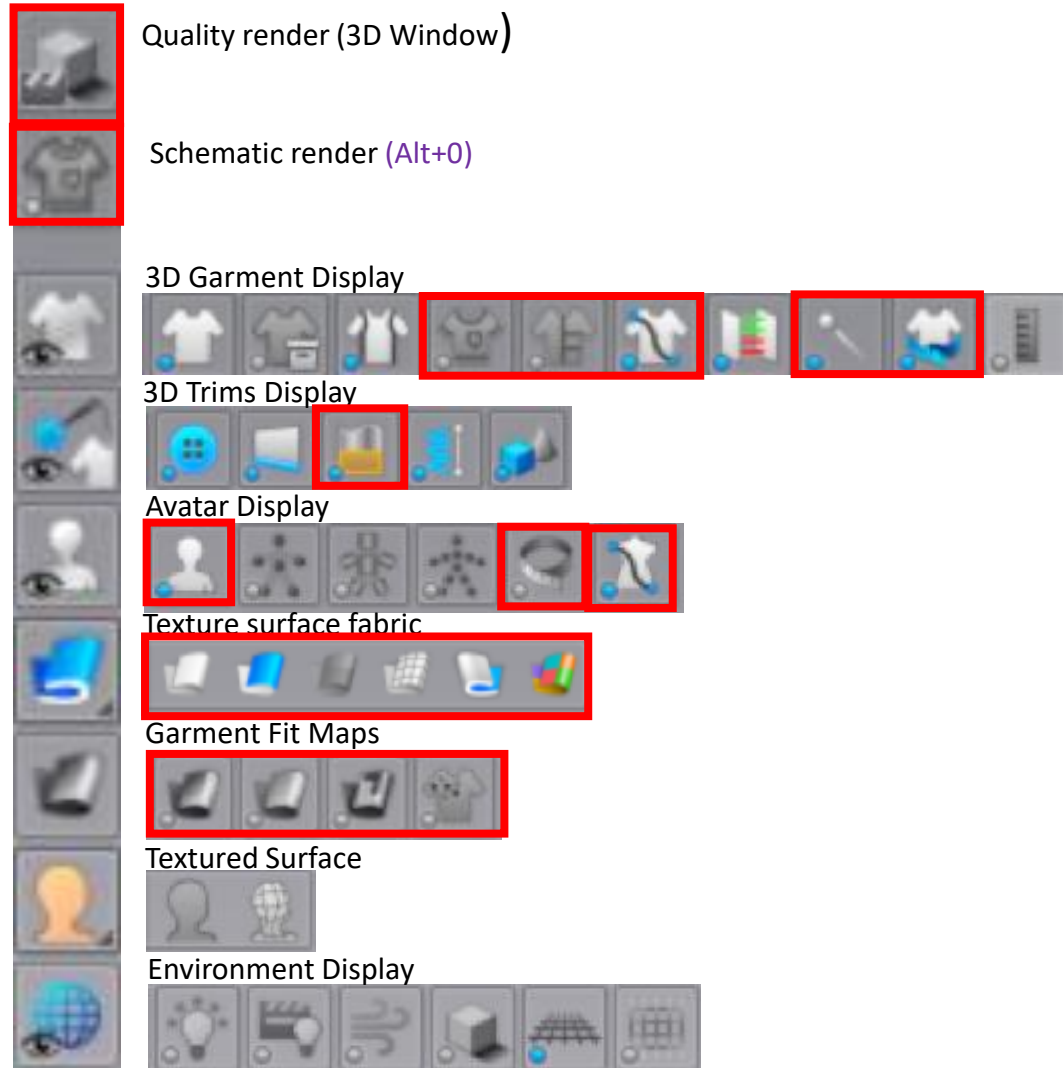 Quality render (3D Window)
Schematic render (Alt+0)
3D Garment Display
3D Trims Display
Avatar Display
Texture surface fabric
Garment Fit Maps
Textured Surface
Environment Display